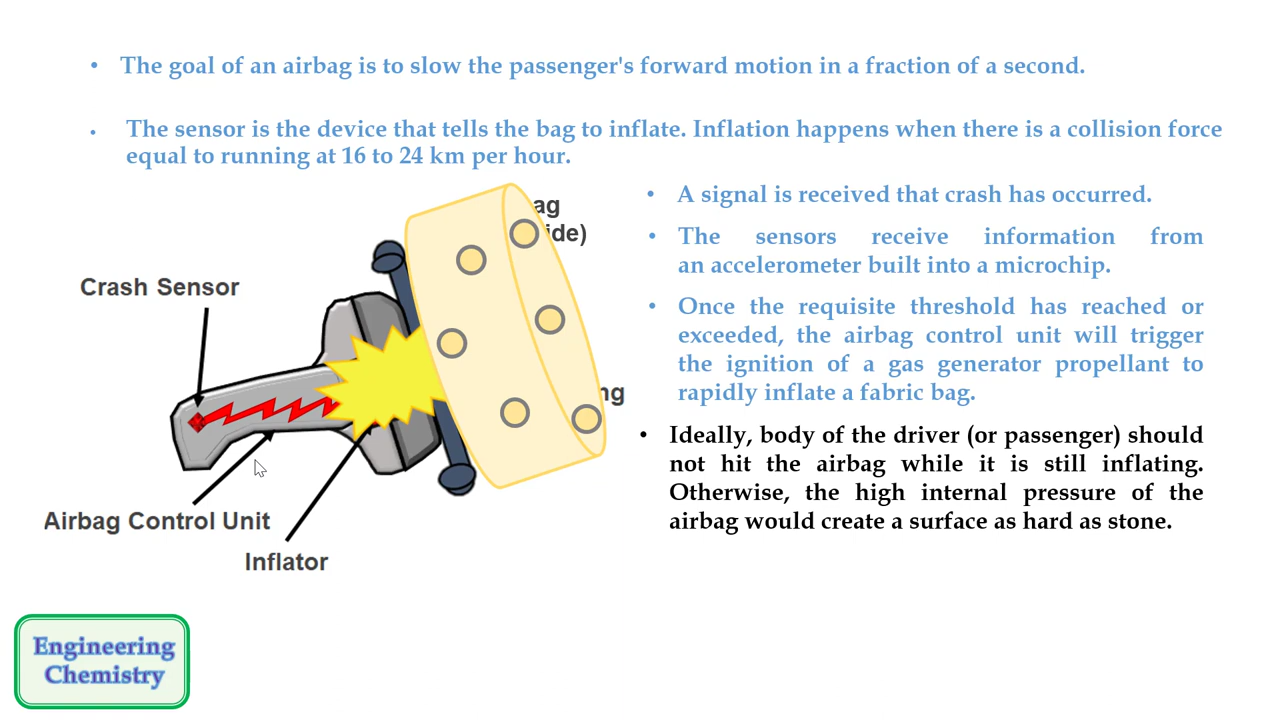 • The goal of an airbag is to slow the passenger's forward motion in a fraction of a second.
• The sensor is the device that tells the bag to inflate. Inflation happens when there is a collision force
equal to running at 16 to 24 km per hour.
• A signal is received that crash has occurred.
• The sensors receive information from
an accelerometer built into a microchip.
• Once the requisite threshold has reached or
exceeded, the airbag control unit will trigger
the ignition of a gas generator propellant to
rapidly inflate a fabric bag.
• Ideally, body of the driver (or passenger) should
not hit the airbag while it is still inflating.
Otherwise, the high internal pressure of the
airbag would create a surface as hard as stone.
Crash Sensor
Airbag Control Unit
Inflator
Engineering
Chemistry